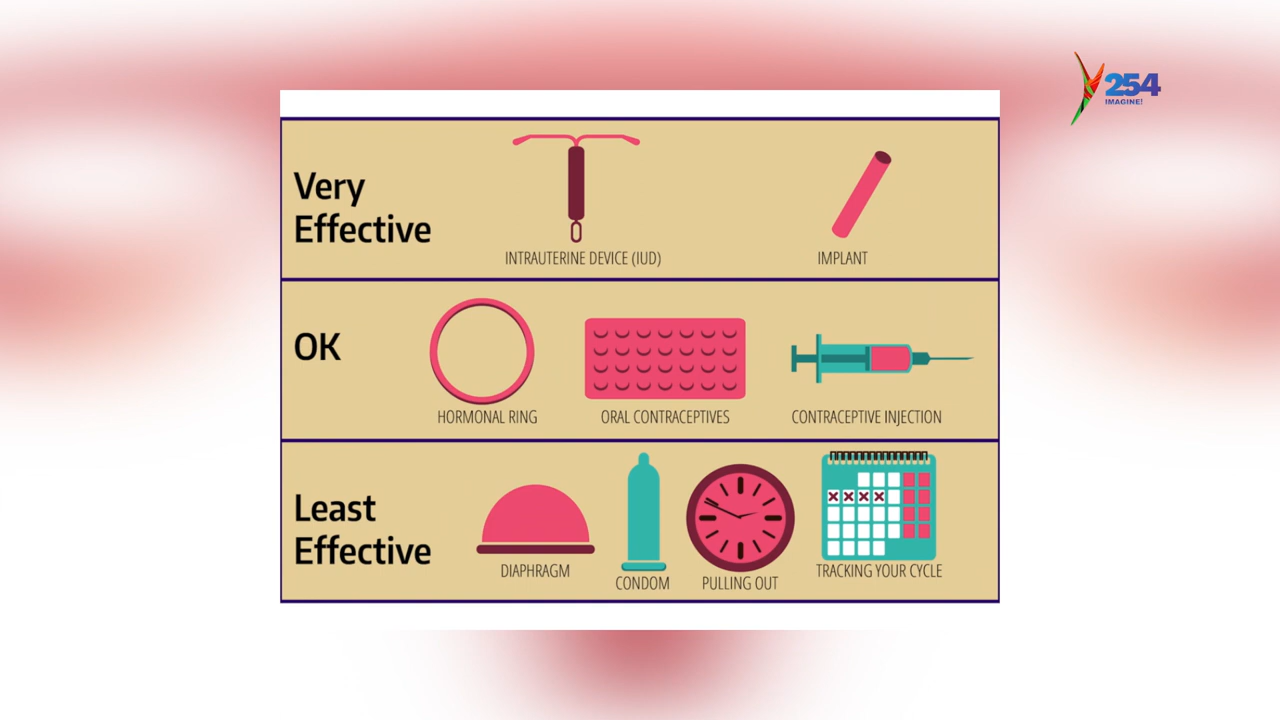 254
IMAGINE!
Very
Effective
INTRAUTERINE DEVICE (IUD)
IMPLANT
OK
HORMONAL RING
ORAL CONTRACEPTIVES
CONTRACEPTIVE INJECTION
Least
Effective
DIAPHRAGM
CONDOM
PULLING OUT
TRACKING YOUR CYCLE